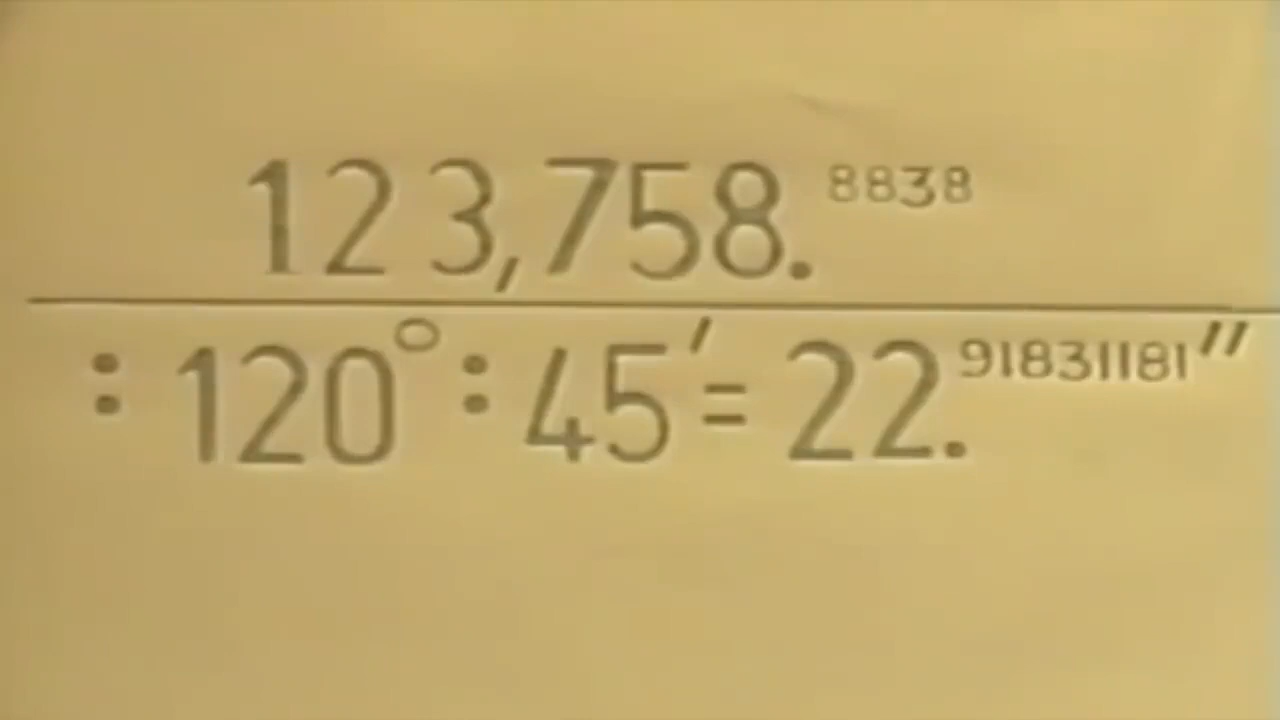 123,758.⁸⁸³⁸
: 120° : 45′ = 22.⁹¹⁸³¹¹⁸¹″